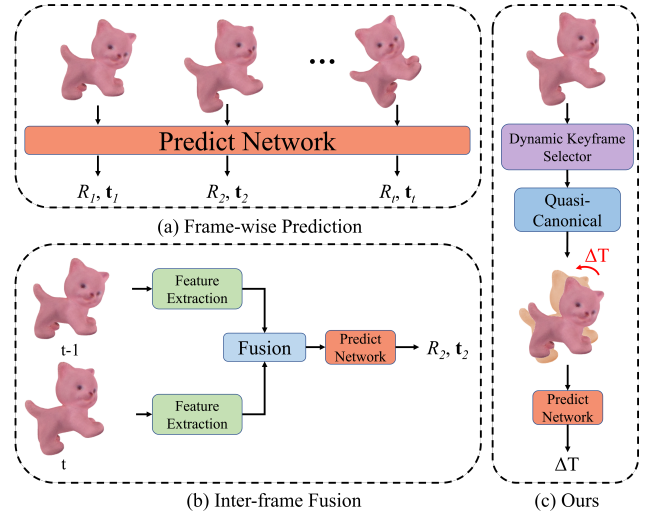 Predict Network
R1, t1
R2, t2
Rt, tt
(a) Frame-wise Prediction
t-1
Feature
Extraction
Fusion
Predict
Network
R2, t2
Feature
Extraction
t
(b) Inter-frame Fusion
Dynamic Keyframe
Selector
Quasi-
Canonical
ΔT
Predict
Network
ΔT
(c) Ours